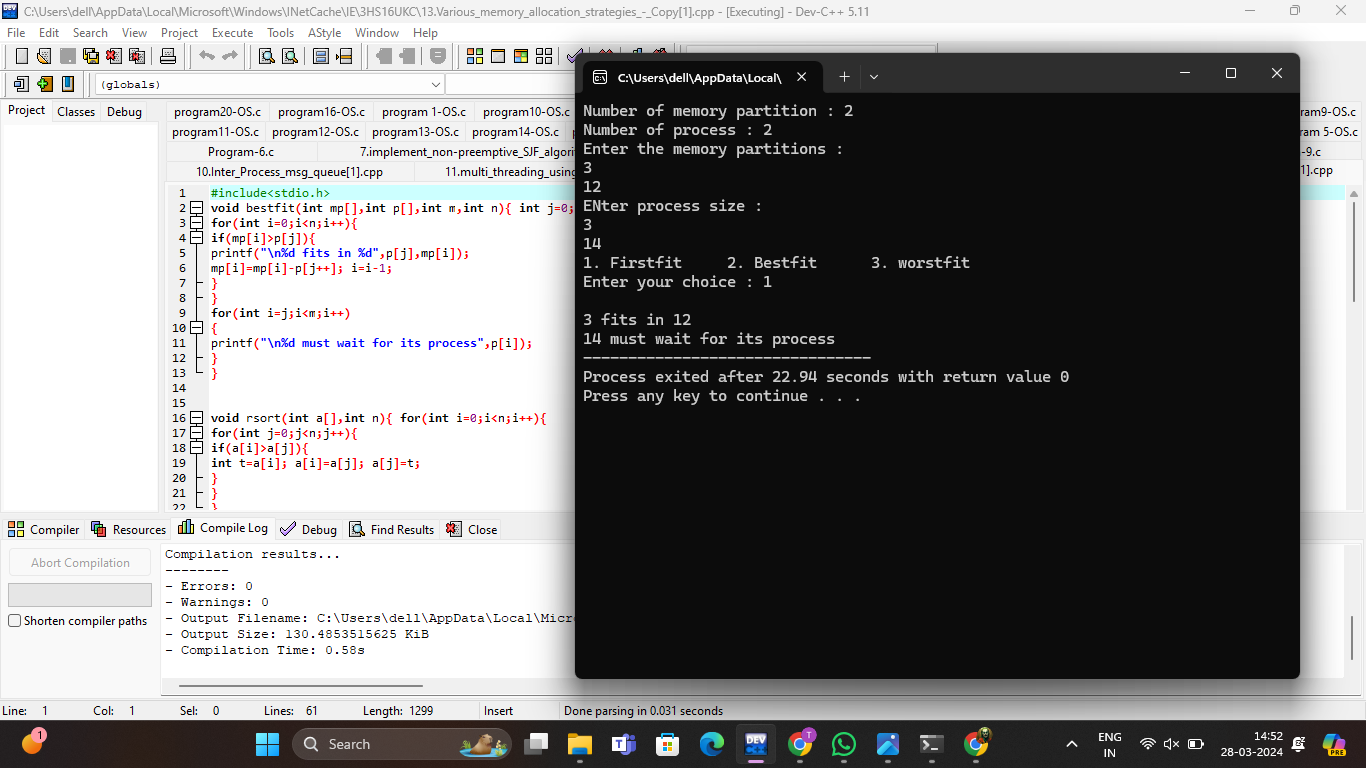 C:\Users\dell\AppData\Local\Microsoft\Windows\INetCache\IE\3HS16UKC\13.Various_memory_allocation_strategies_-_Copy[1].cpp - [Executing] - Dev-C++ 5.11
File Edit Search View Project Execute Tools AStyle Window Help
(globals)
Project Classes Debug
program20-OS.c program16-OS.c program 1-OS.c program10-OS.c ram9-OS.c
program11-OS.c program12-OS.c program13-OS.c program14-OS.c ram 5-OS.c
Program-6.c 7.implement_non-preemptive_SJF_algori -9.c
10.Inter_Process_msg_queue[1].cpp 11.multi_threading_using 1].cpp
1 #include<stdio.h>
2 void bestfit(int mp[],int p[],int m,int n){ int j=0;
3 for(int i=0;i<n;i++){
4 if(mp[i]>p[j]){
5 printf("\n%d fits in %d",p[j],mp[i]);
6 mp[i]=mp[i]-p[j++]; i=i-1;
7 }
8 }
9 for(int i=j;i<m;i++)
10 {
11 printf("\n%d must wait for its process",p[i]);
12 }
13 }
14
15
16 void rsort(int a[],int n){ for(int i=0;i<n;i++){
17 for(int j=0;j<n;j++){
18 if(a[i]>a[j]){
19 int t=a[i]; a[i]=a[j]; a[j]=t;
20 }
21 }
22 }
C:\Users\dell\AppData\Local\
Number of memory partition : 2
Number of process : 2
Enter the memory partitions :
3
12
ENter process size :
3
14
1. Firstfit 2. Bestfit 3. worstfit
Enter your choice : 1
3 fits in 12
14 must wait for its process
--------------------------------
Process exited after 22.94 seconds with return value 0
Press any key to continue . . .
Compiler Resources Compile Log Debug Find Results Close
Abort Compilation
Shorten compiler paths
Compilation results...
--------
- Errors: 0
- Warnings: 0
- Output Filename: C:\Users\dell\AppData\Local\Micro
- Output Size: 130.4853515625 KiB
- Compilation Time: 0.58s
Line: 1 Col: 1 Sel: 0 Lines: 61 Length: 1299 Insert Done parsing in 0.031 seconds
1 Search DEV T ENG
IN
14:52
28-03-2024
PRE